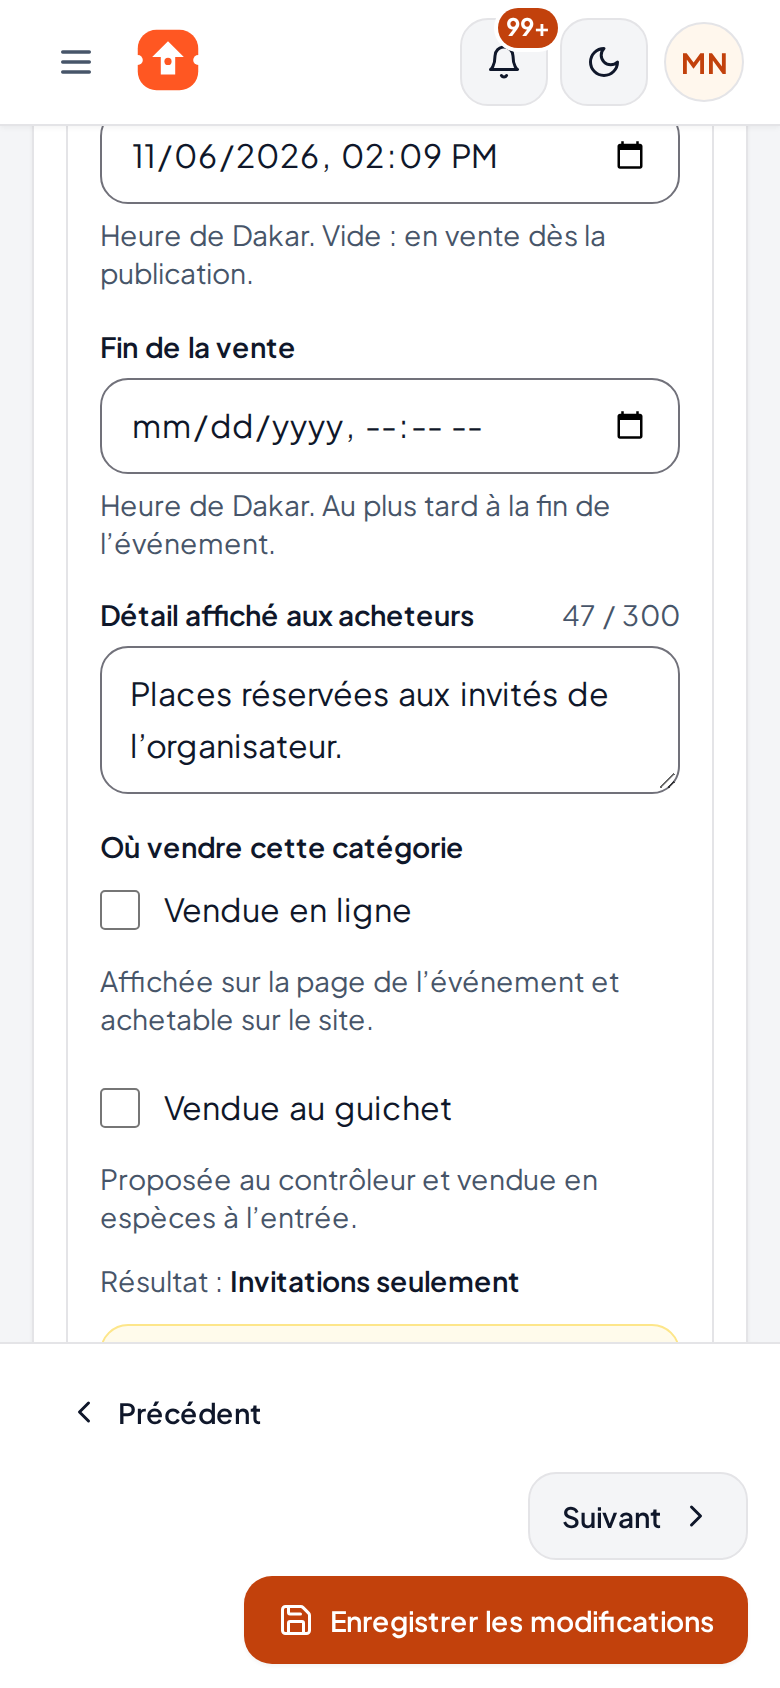 99+
MN
11/06/2026, 02:09 PM
Heure de Dakar. Vide : en vente dès la
publication.
Fin de la vente
mm/dd/yyyy, --:-- --
Heure de Dakar. Au plus tard à la fin de
l’événement.
Détail affiché aux acheteurs 47 / 300
Places réservées aux invités de
l’organisateur.
Où vendre cette catégorie
Vendue en ligne
Affichée sur la page de l’événement et
achetable sur le site.
Vendue au guichet
Proposée au contrôleur et vendue en
espèces à l’entrée.
Résultat : Invitations seulement
Précédent
Suivant
Enregistrer les modifications